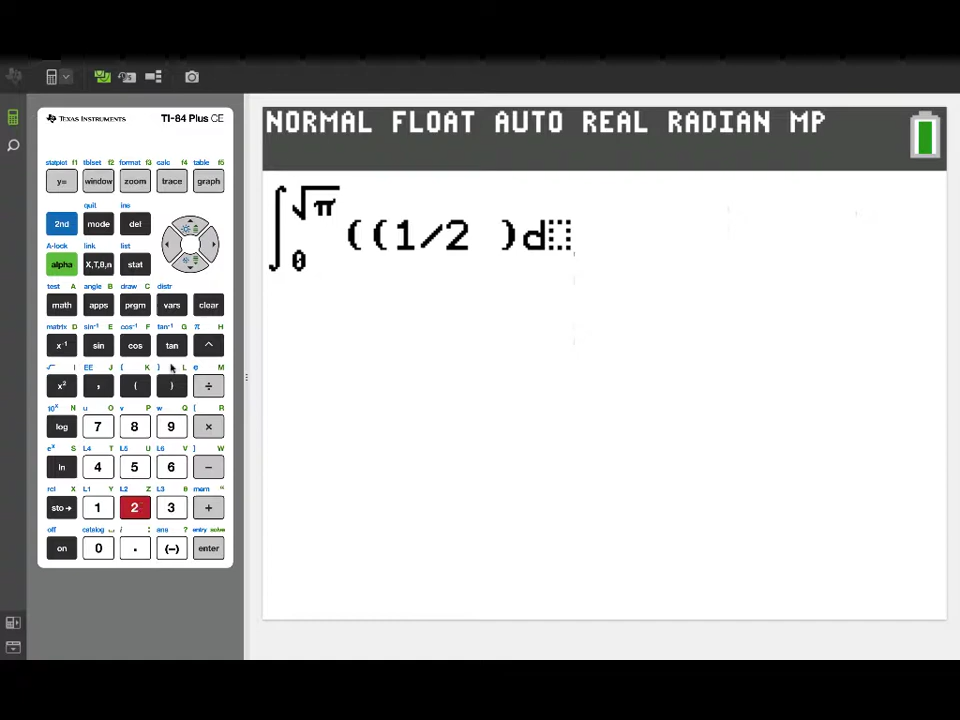 TEXAS INSTRUMENTS TI-84 Plus CE
NORMAL FLOAT AUTO REAL RADIAN MP
∫ 0 √π ((1/2 )d
statplot f1 tblset f2 format f3 calc f4 table f5
y= window zoom trace graph
quit ins
2nd mode del
A-lock link list
alpha X,T,θ,n stat
test A angle B draw C distr
math apps prgm vars clear
matrix D sin⁻¹ E cos⁻¹ F tan⁻¹ G π H
x⁻¹ sin cos tan ^
√ I EE J { K } L e M
x² , ( ) ÷
10ˣ N u O v P w Q [ R
log 7 8 9 ×
eˣ S L4 T L5 U L6 V ] W
ln 4 5 6 −
rcl X L1 Y L2 Z L3 θ mem "
sto→ 1 2 3 +
off catalog i : ans ? entry solve
on 0 . (−) enter